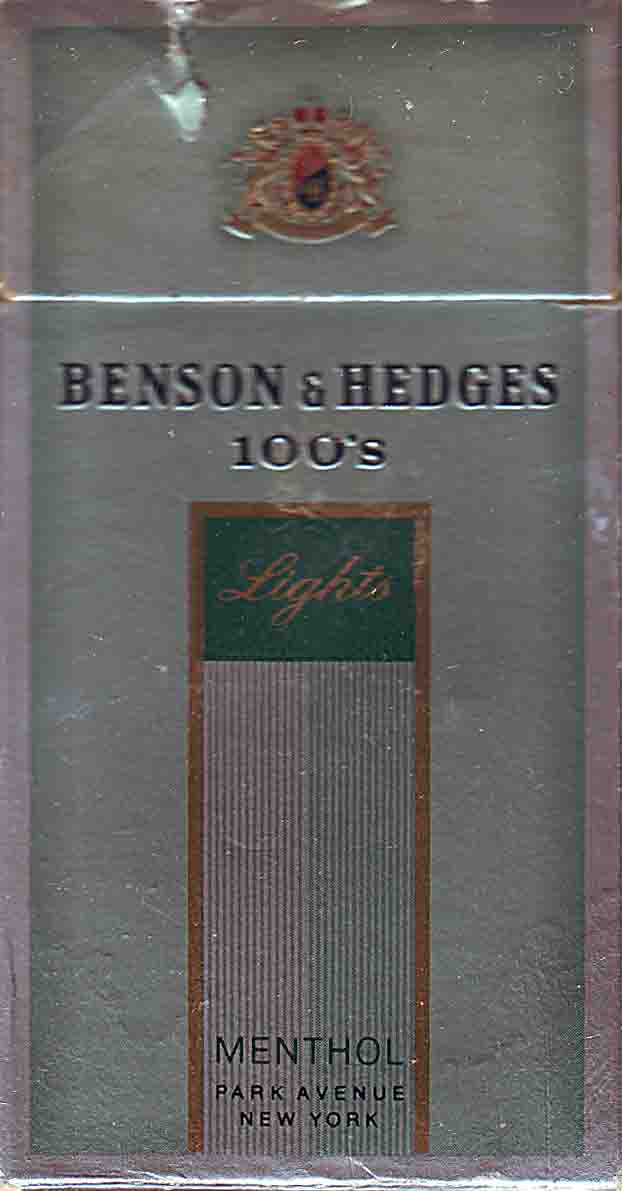 BENSON & HEDGES
100's
Lights
MENTHOL
PARK AVENUE
NEW YORK